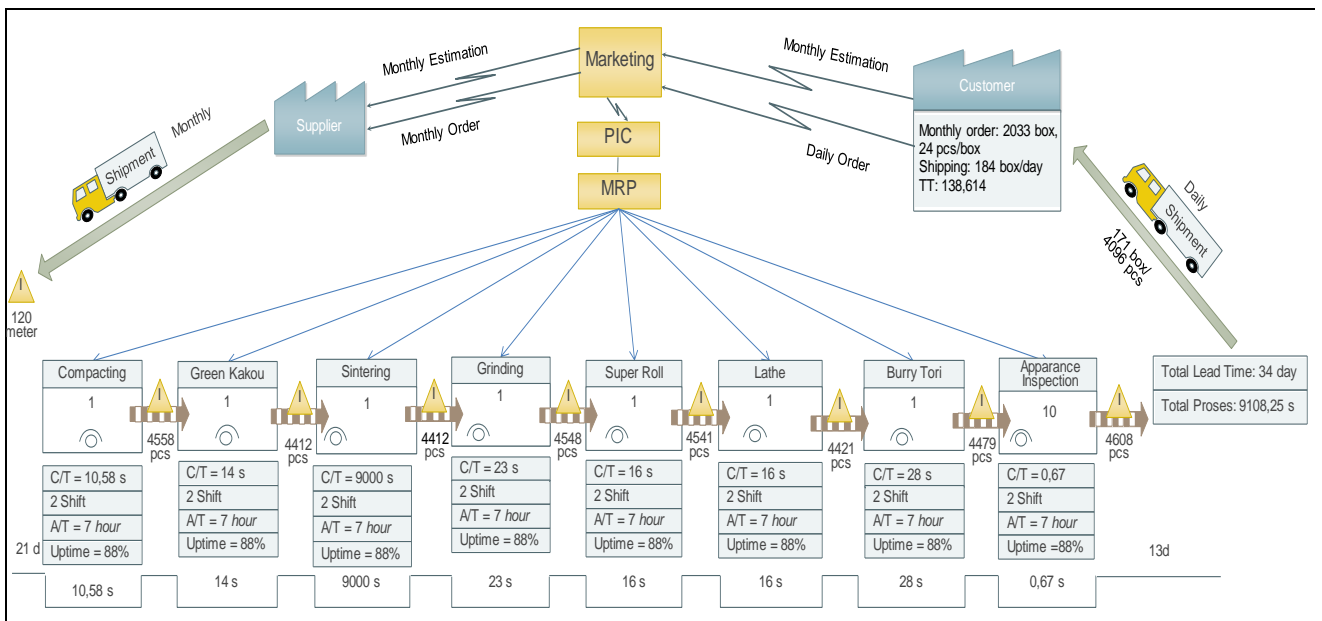 Marketing
Monthly Estimation
Monthly Order
Monthly Estimation
Daily Order
Supplier
Customer
Monthly order: 2033 box,
24 pcs/box
Shipping: 184 box/day
TT: 138,614
PIC
MRP
Monthly
Shipment
Daily
Shipment
171 box/
4096 pcs
I
120
meter
Compacting
1
I
4558
pcs
Green Kakou
1
I
4412
pcs
Sintering
1
I
4412
pcs
Grinding
1
I
4548
pcs
Super Roll
1
I
4541
pcs
Lathe
1
I
4421
pcs
Burry Tori
1
I
4479
pcs
Apparance
Inspection
10
I
4608
pcs
Total Lead Time: 34 day
Total Proses: 9108,25 s
C/T = 10,58 s
2 Shift
A/T = 7 hour
Uptime = 88%
C/T = 14 s
2 Shift
A/T = 7 hour
Uptime = 88%
C/T = 9000 s
2 Shift
A/T = 7 hour
Uptime = 88%
C/T = 23 s
2 Shift
A/T = 7 hour
Uptime = 88%
C/T = 16 s
2 Shift
A/T = 7 hour
Uptime = 88%
C/T = 16 s
2 Shift
A/T = 7 hour
Uptime = 88%
C/T = 28 s
2 Shift
A/T = 7 hour
Uptime = 88%
C/T = 0,67
2 Shift
A/T = 7 hour
Uptime =88%
21 d
10,58 s
14 s
9000 s
23 s
16 s
16 s
28 s
0,67 s
13d